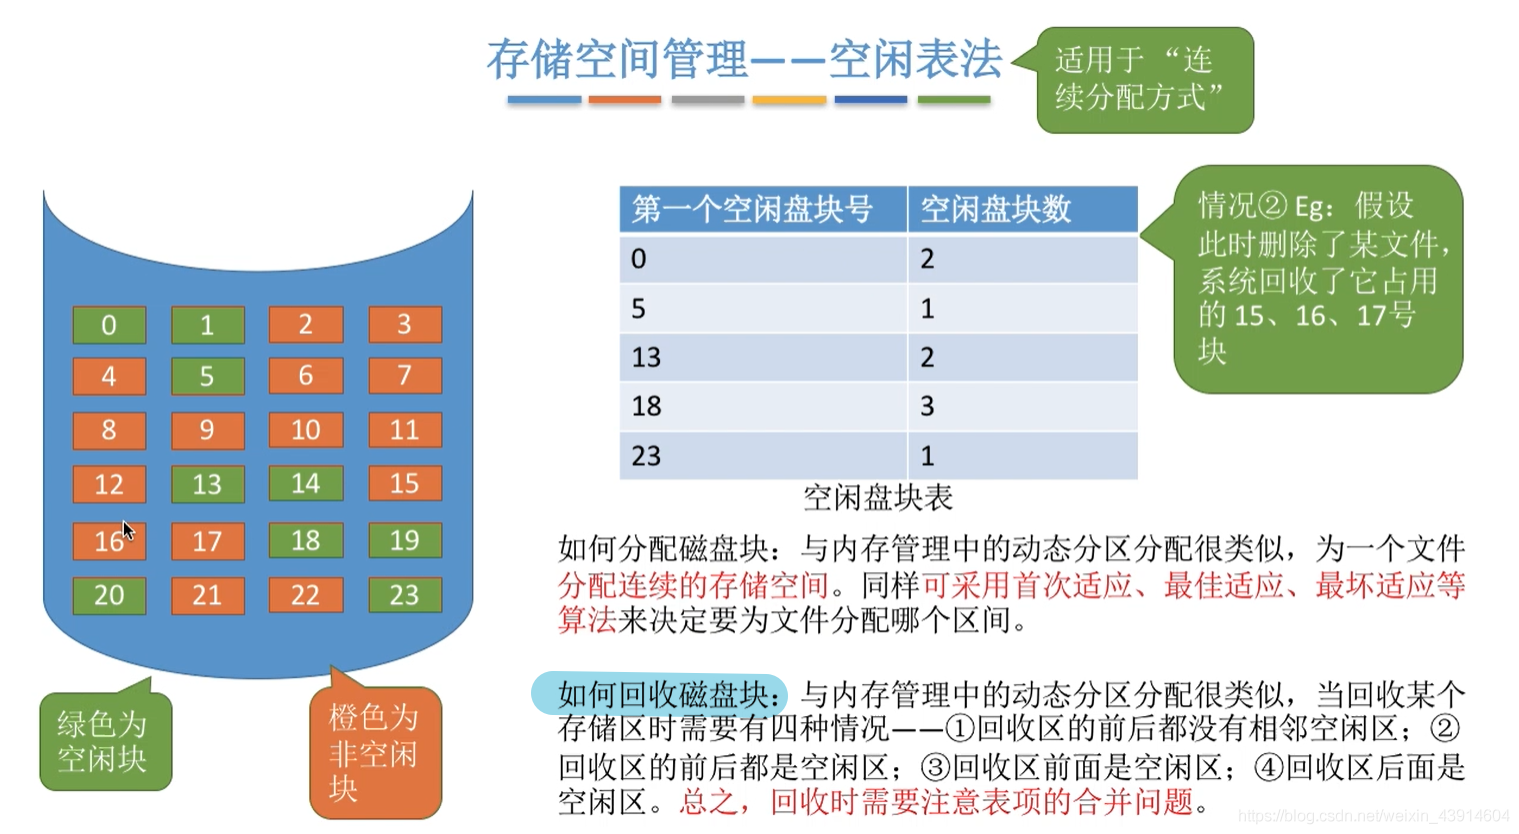 存储空间管理——空闲表法
适用于 “连
续分配方式”
0 1 2 3
4 5 6 7
8 9 10 11
12 13 14 15
16 17 18 19
20 21 22 23
绿色为
空闲块
橙色为
非空闲
块
第一个空闲盘块号 空闲盘块数
0 2
5 1
13 2
18 3
23 1
空闲盘块表
情况② Eg：假设
此时删除了某文件，
系统回收了它占用
的 15、16、17号
块
如何分配磁盘块：与内存管理中的动态分区分配很类似，为一个文件
分配连续的存储空间。同样可采用首次适应、最佳适应、最坏适应等
算法来决定要为文件分配哪个区间。
如何回收磁盘块：与内存管理中的动态分区分配很类似，当回收某个
存储区时需要有四种情况——①回收区的前后都没有相邻空闲区；②
回收区的前后都是空闲区；③回收区前面是空闲区；④回收区后面是
空闲区。总之，回收时需要注意表项的合并问题。
https://blog.csdn.net/weixin_43914604